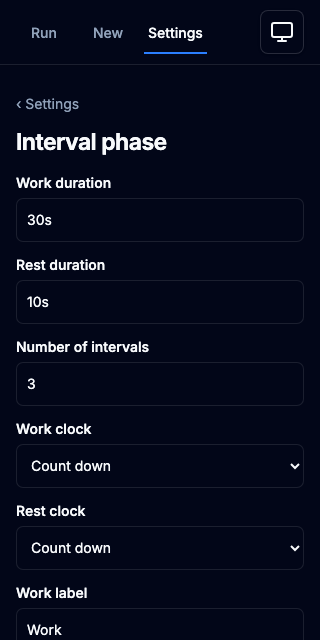 Run New Settings
‹ Settings
Interval phase
Work duration
30s
Rest duration
10s
Number of intervals
3
Work clock
Count down
Rest clock
Count down
Work label
Work